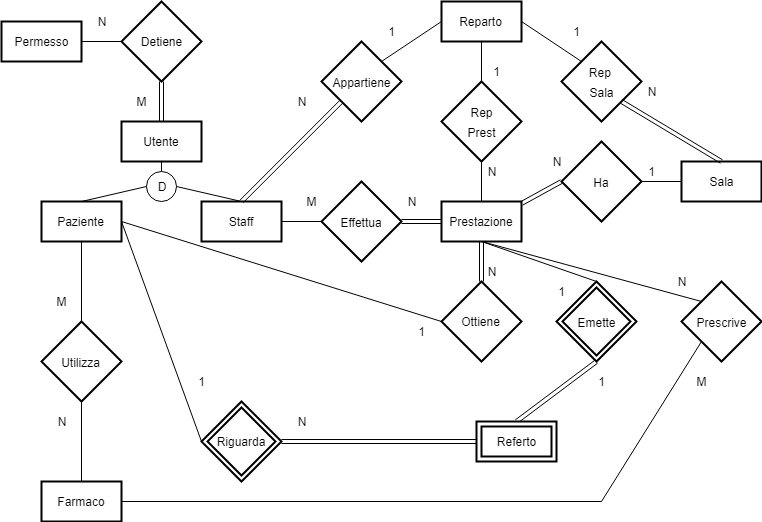 Reparto
N
1
1
Permesso
Detiene
Appartiene
1
Rep
Sala
M
N
Rep
Prest
N
Utente
N
Ha
1
Sala
D
N
M
N
Paziente
Staff
Effettua
Prestazione
N
N
1
M
1
Ottiene
Emette
Prescrive
Utilizza
1
1
M
N
N
Riguarda
Referto
Farmaco